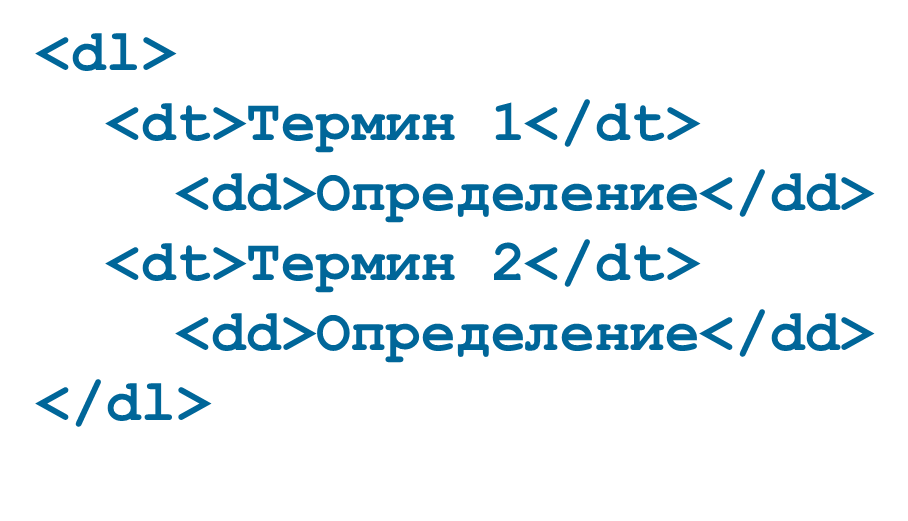 <dl>
<dt>Термин 1</dt>
<dd>Определение</dd>
<dt>Термин 2</dt>
<dd>Определение</dd>
</dl>